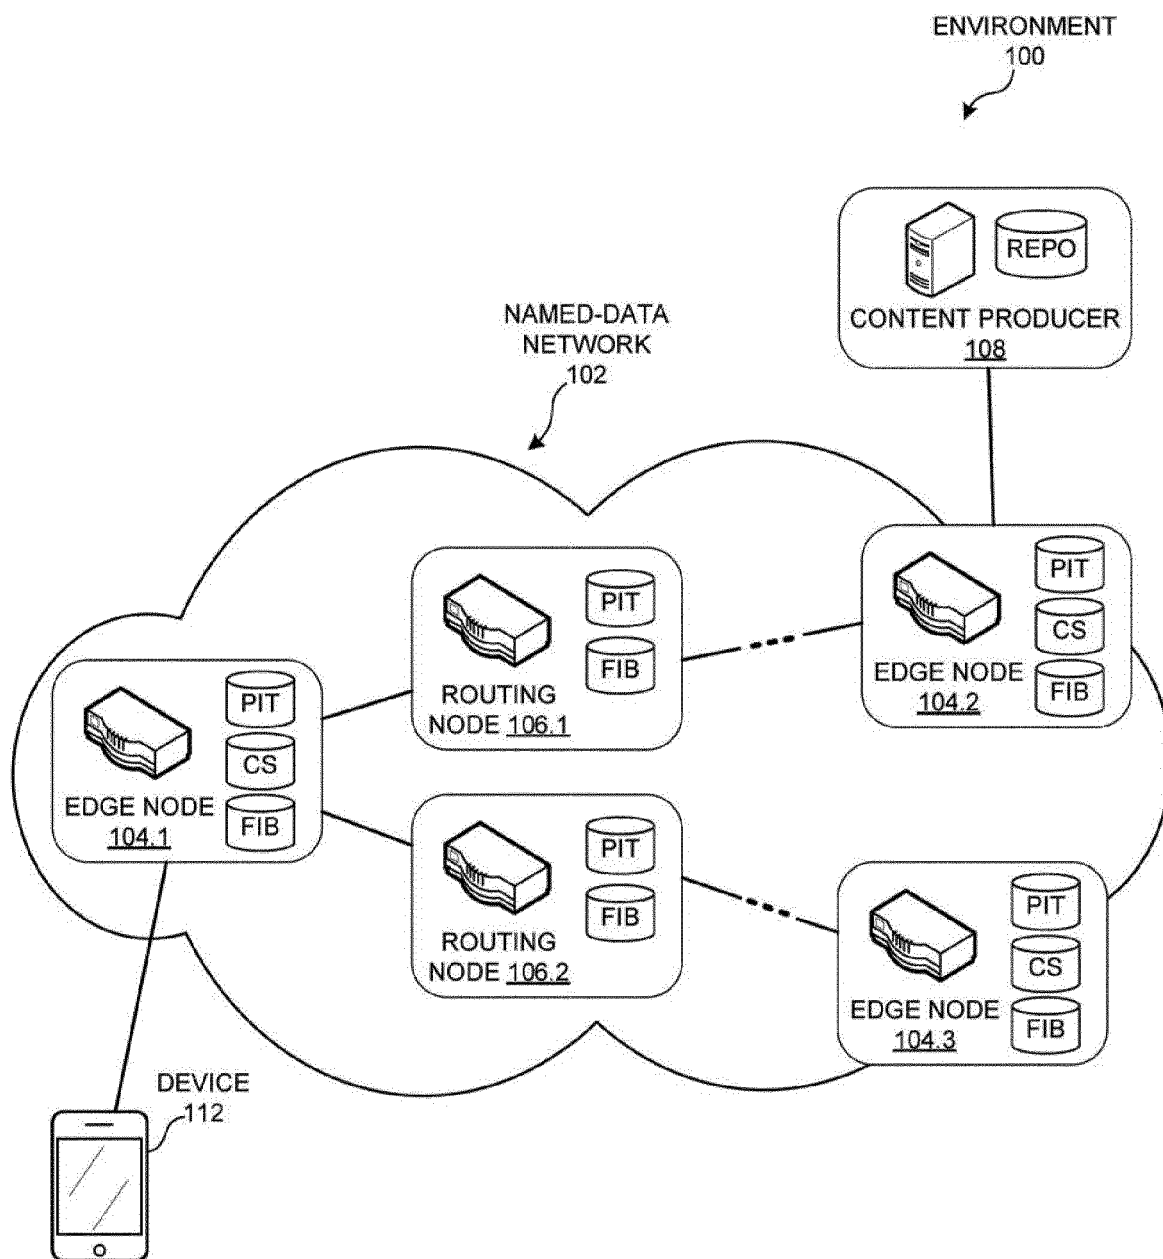 ENVIRONMENT
100
REPO
CONTENT PRODUCER
108
NAMED-DATA
NETWORK
102
PIT
CS
FIB
EDGE NODE
104.2
PIT
FIB
ROUTING
NODE 106.1
PIT
CS
FIB
EDGE NODE
104.1
PIT
FIB
ROUTING
NODE 106.2
PIT
CS
FIB
EDGE NODE
104.3
DEVICE
112